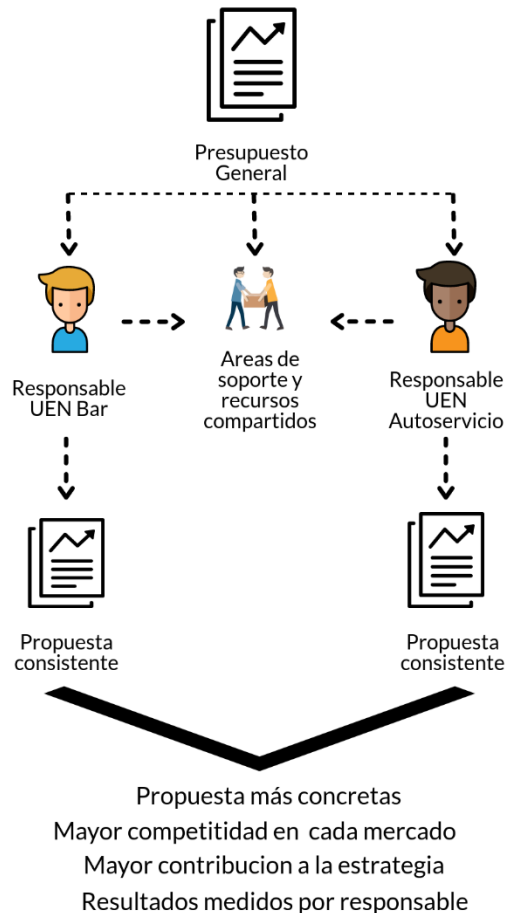 Presupuesto
General
Responsable
UEN Bar
Areas de
soporte y
recursos
compartidos
Responsable
UEN
Autoservicio
Propuesta
consistente
Propuesta
consistente
Propuesta más concretas
Mayor competitidad en cada mercado
Mayor contribucion a la estrategia
Resultados medidos por responsable